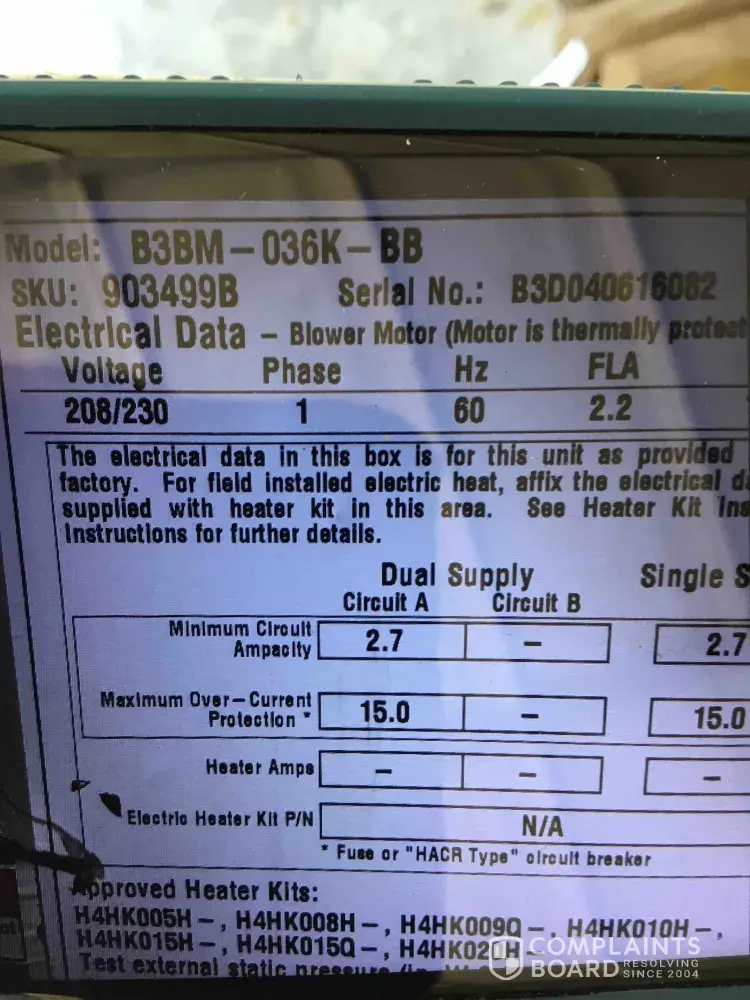 Model: B3BM-036K-BB
SKU: 903499B Serial No.: B3D040616082
Electrical Data - Blower Motor (Motor is thermally protect
Voltage Phase Hz FLA
208/230 1 60 2.2
The electrical data in this box is for this unit as provided
factory. For field installed electric heat, affix the electrical d
supplied with heater kit in this area. See Heater Kit Ins
Instructions for further details.
Dual Supply Single S
Circuit A Circuit B
Minimum Circuit
Ampacity 2.7 - 2.7
Maximum Over-Current
Protection * 15.0 - 15.0
Heater Amps - - -
Electric Heater Kit P/N N/A
* Fuse or "HACR Type" circuit breaker
Approved Heater Kits:
H4HK005H-, H4HK008H-, H4HK009Q-, H4HK010H-,
H4HK015H-, H4HK015Q-, H4HK020H-
Test external static pressure
COMPLAINTS
BOARD RESOLVING
SINCE 2004